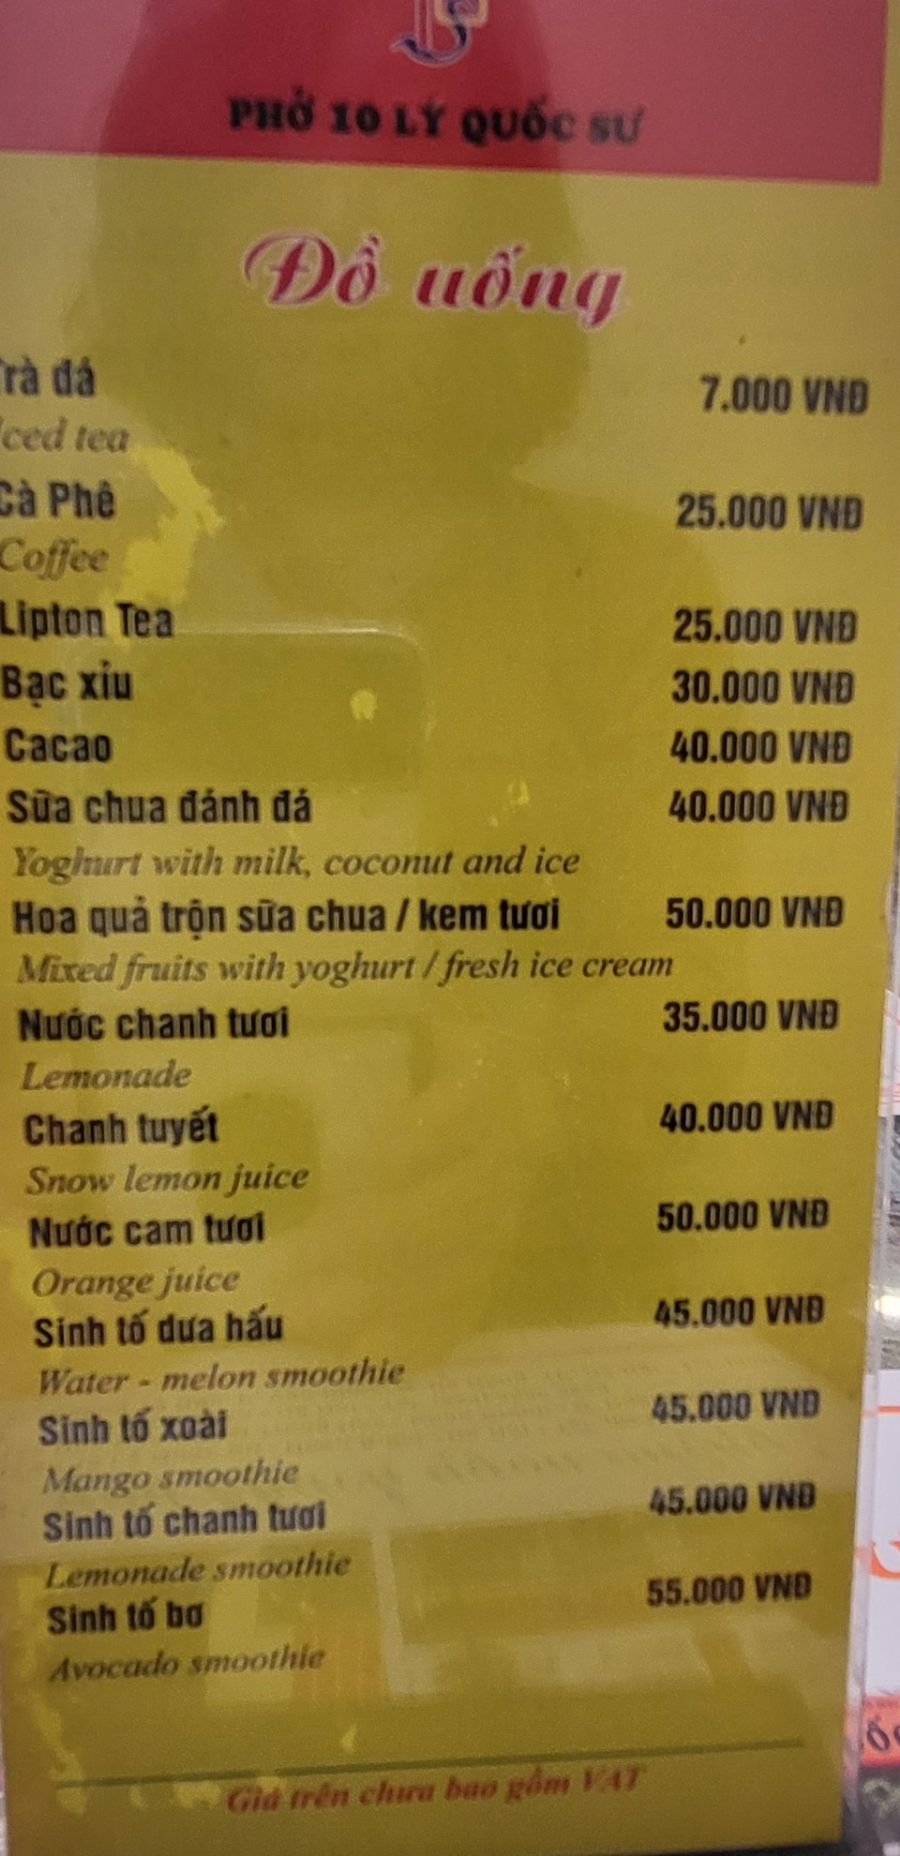 PHỞ 10 LÝ QUỐC SƯ
Đồ uống
Trà đá 7.000 VNĐ
Iced tea
Cà Phê 25.000 VNĐ
Coffee
Lipton Tea 25.000 VNĐ
Bạc xỉu 30.000 VNĐ
Cacao 40.000 VNĐ
Sữa chua đánh đá 40.000 VNĐ
Yoghurt with milk, coconut and ice
Hoa quả trộn sữa chua / kem tươi 50.000 VNĐ
Mixed fruits with yoghurt / fresh ice cream
Nước chanh tươi 35.000 VNĐ
Lemonade
Chanh tuyết 40.000 VNĐ
Snow lemon juice
Nước cam tươi 50.000 VNĐ
Orange juice
Sinh tố dưa hấu 45.000 VNĐ
Water - melon smoothie
Sinh tố xoài 45.000 VNĐ
Mango smoothie
Sinh tố chanh tươi 45.000 VNĐ
Lemonade smoothie
Sinh tố bơ 55.000 VNĐ
Avocado smoothie
Giá trên chưa bao gồm VAT